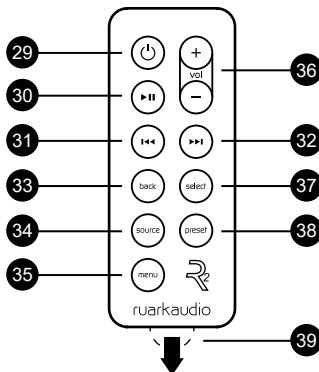 29
+
vol
36
30
−
31
32
33
back
select
37
34
source
preset
38
35
menu
R2
ruarkaudio
39